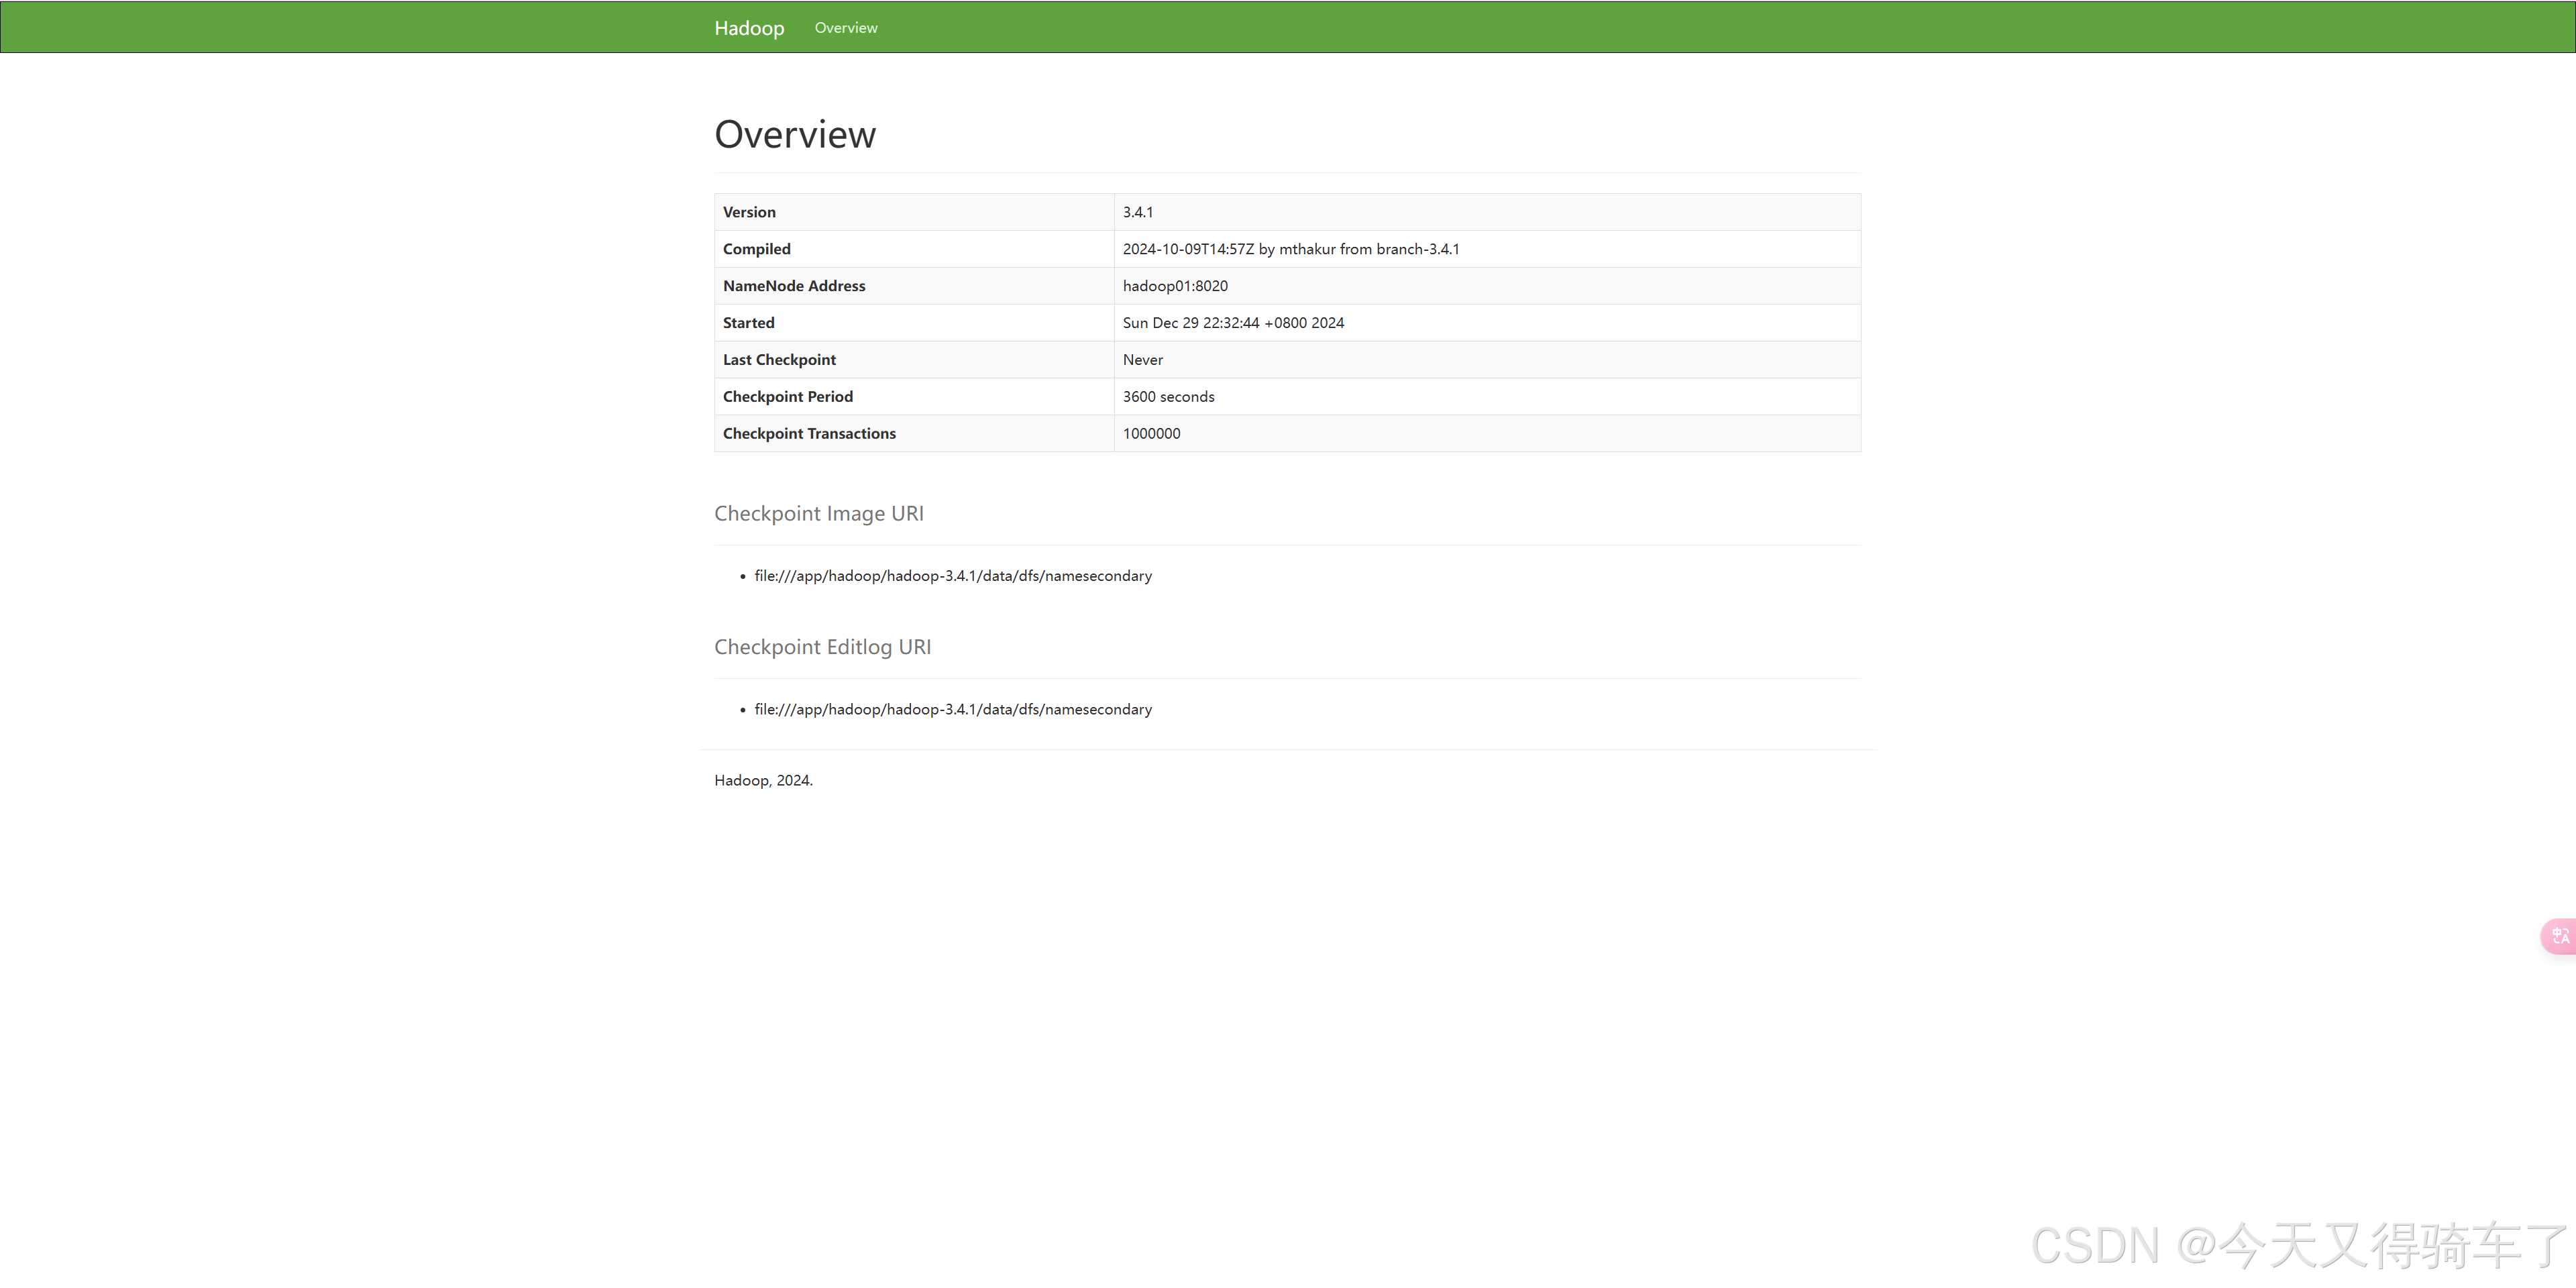 Hadoop Overview
Overview
Version 3.4.1
Compiled 2024-10-09T14:57Z by mthakur from branch-3.4.1
NameNode Address hadoop01:8020
Started Sun Dec 29 22:32:44 +0800 2024
Last Checkpoint Never
Checkpoint Period 3600 seconds
Checkpoint Transactions 1000000
Checkpoint Image URI
• file:///app/hadoop/hadoop-3.4.1/data/dfs/namesecondary
Checkpoint Editlog URI
• file:///app/hadoop/hadoop-3.4.1/data/dfs/namesecondary
Hadoop, 2024.
中A
CSDN @今天又得骑车了